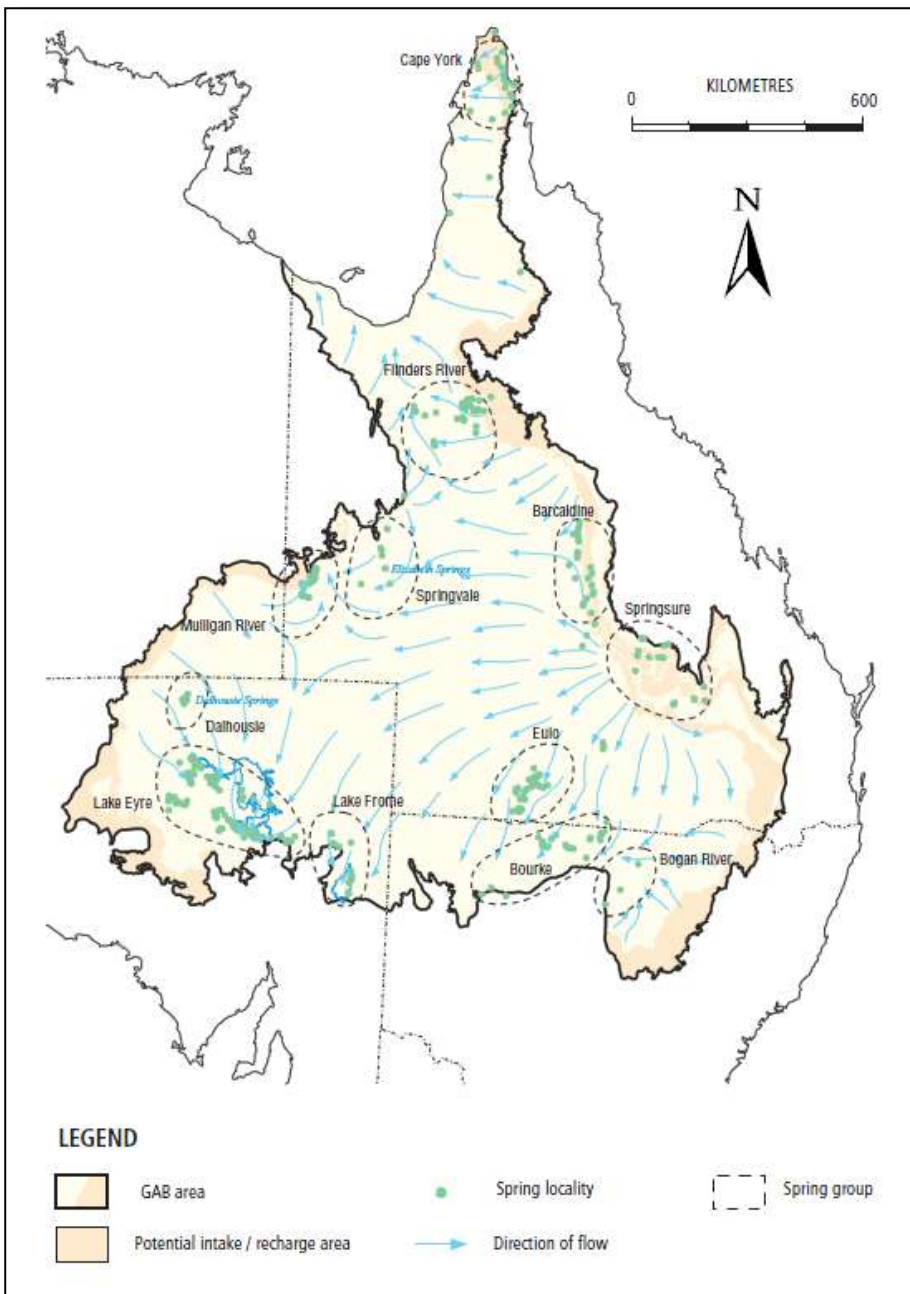 Cape York
KILOMETRES
0 600
N
Flinders River
Barcaldine
Elizabeth Springs
Springvale
Springsure
Mulligan River
Dalhousie Springs
Dalhousie
Eulo
Lake Eyre
Lake Frome
Bourke
Bogan River
LEGEND
GAB area
Spring locality
Spring group
Potential intake / recharge area
Direction of flow